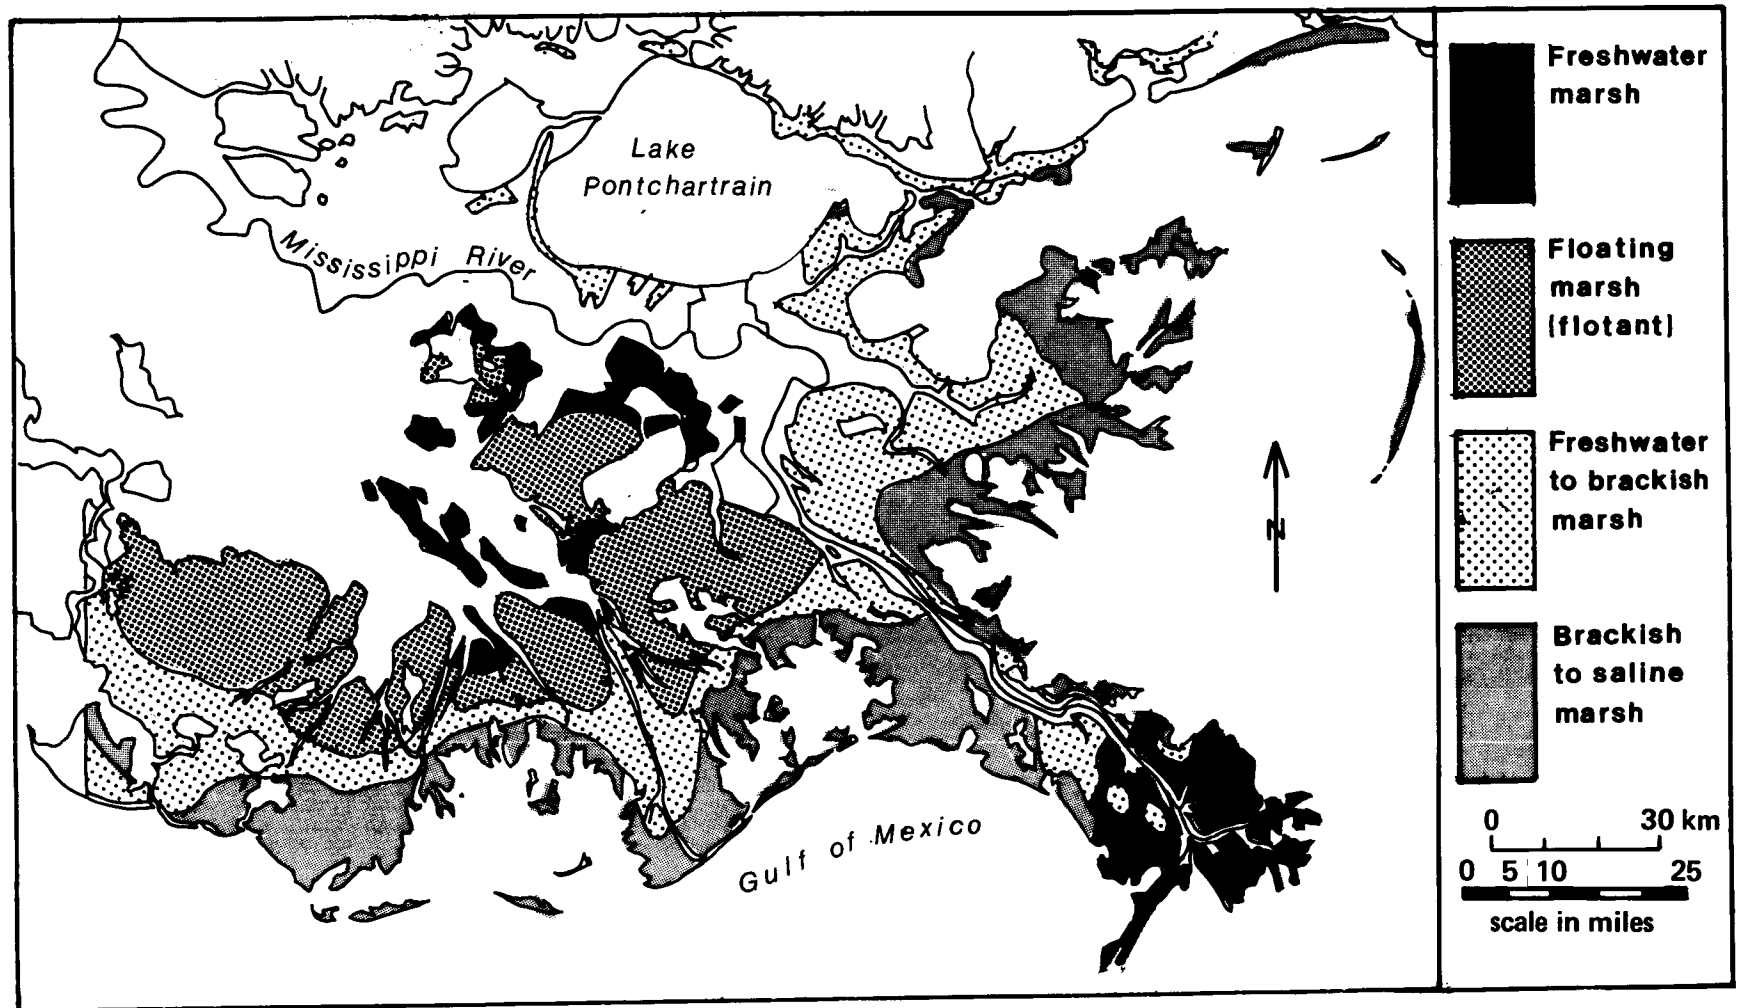 Lake
Pontchartrain
Mississippi River
Gulf of Mexico
N
Freshwater
marsh
Floating
marsh
(flotant)
Freshwater
to brackish
marsh
Brackish
to saline
marsh
0 30 km
0 5 10 25
scale in miles